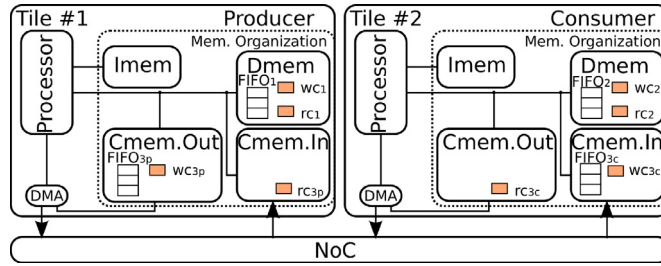 Tile #1 Producer
Mem. Organization
Processor
Imem
Dmem
FIFO1
wc1
rc1
Cmem.Out
FIFO3p
wc3p
Cmem.In
rc3p
DMA
Tile #2 Consumer
Mem. Organization
Processor
Imem
Dmem
FIFO2
wc2
rc2
Cmem.Out
rc3c
Cmem.In
FIFO3c
wc3c
DMA
NoC